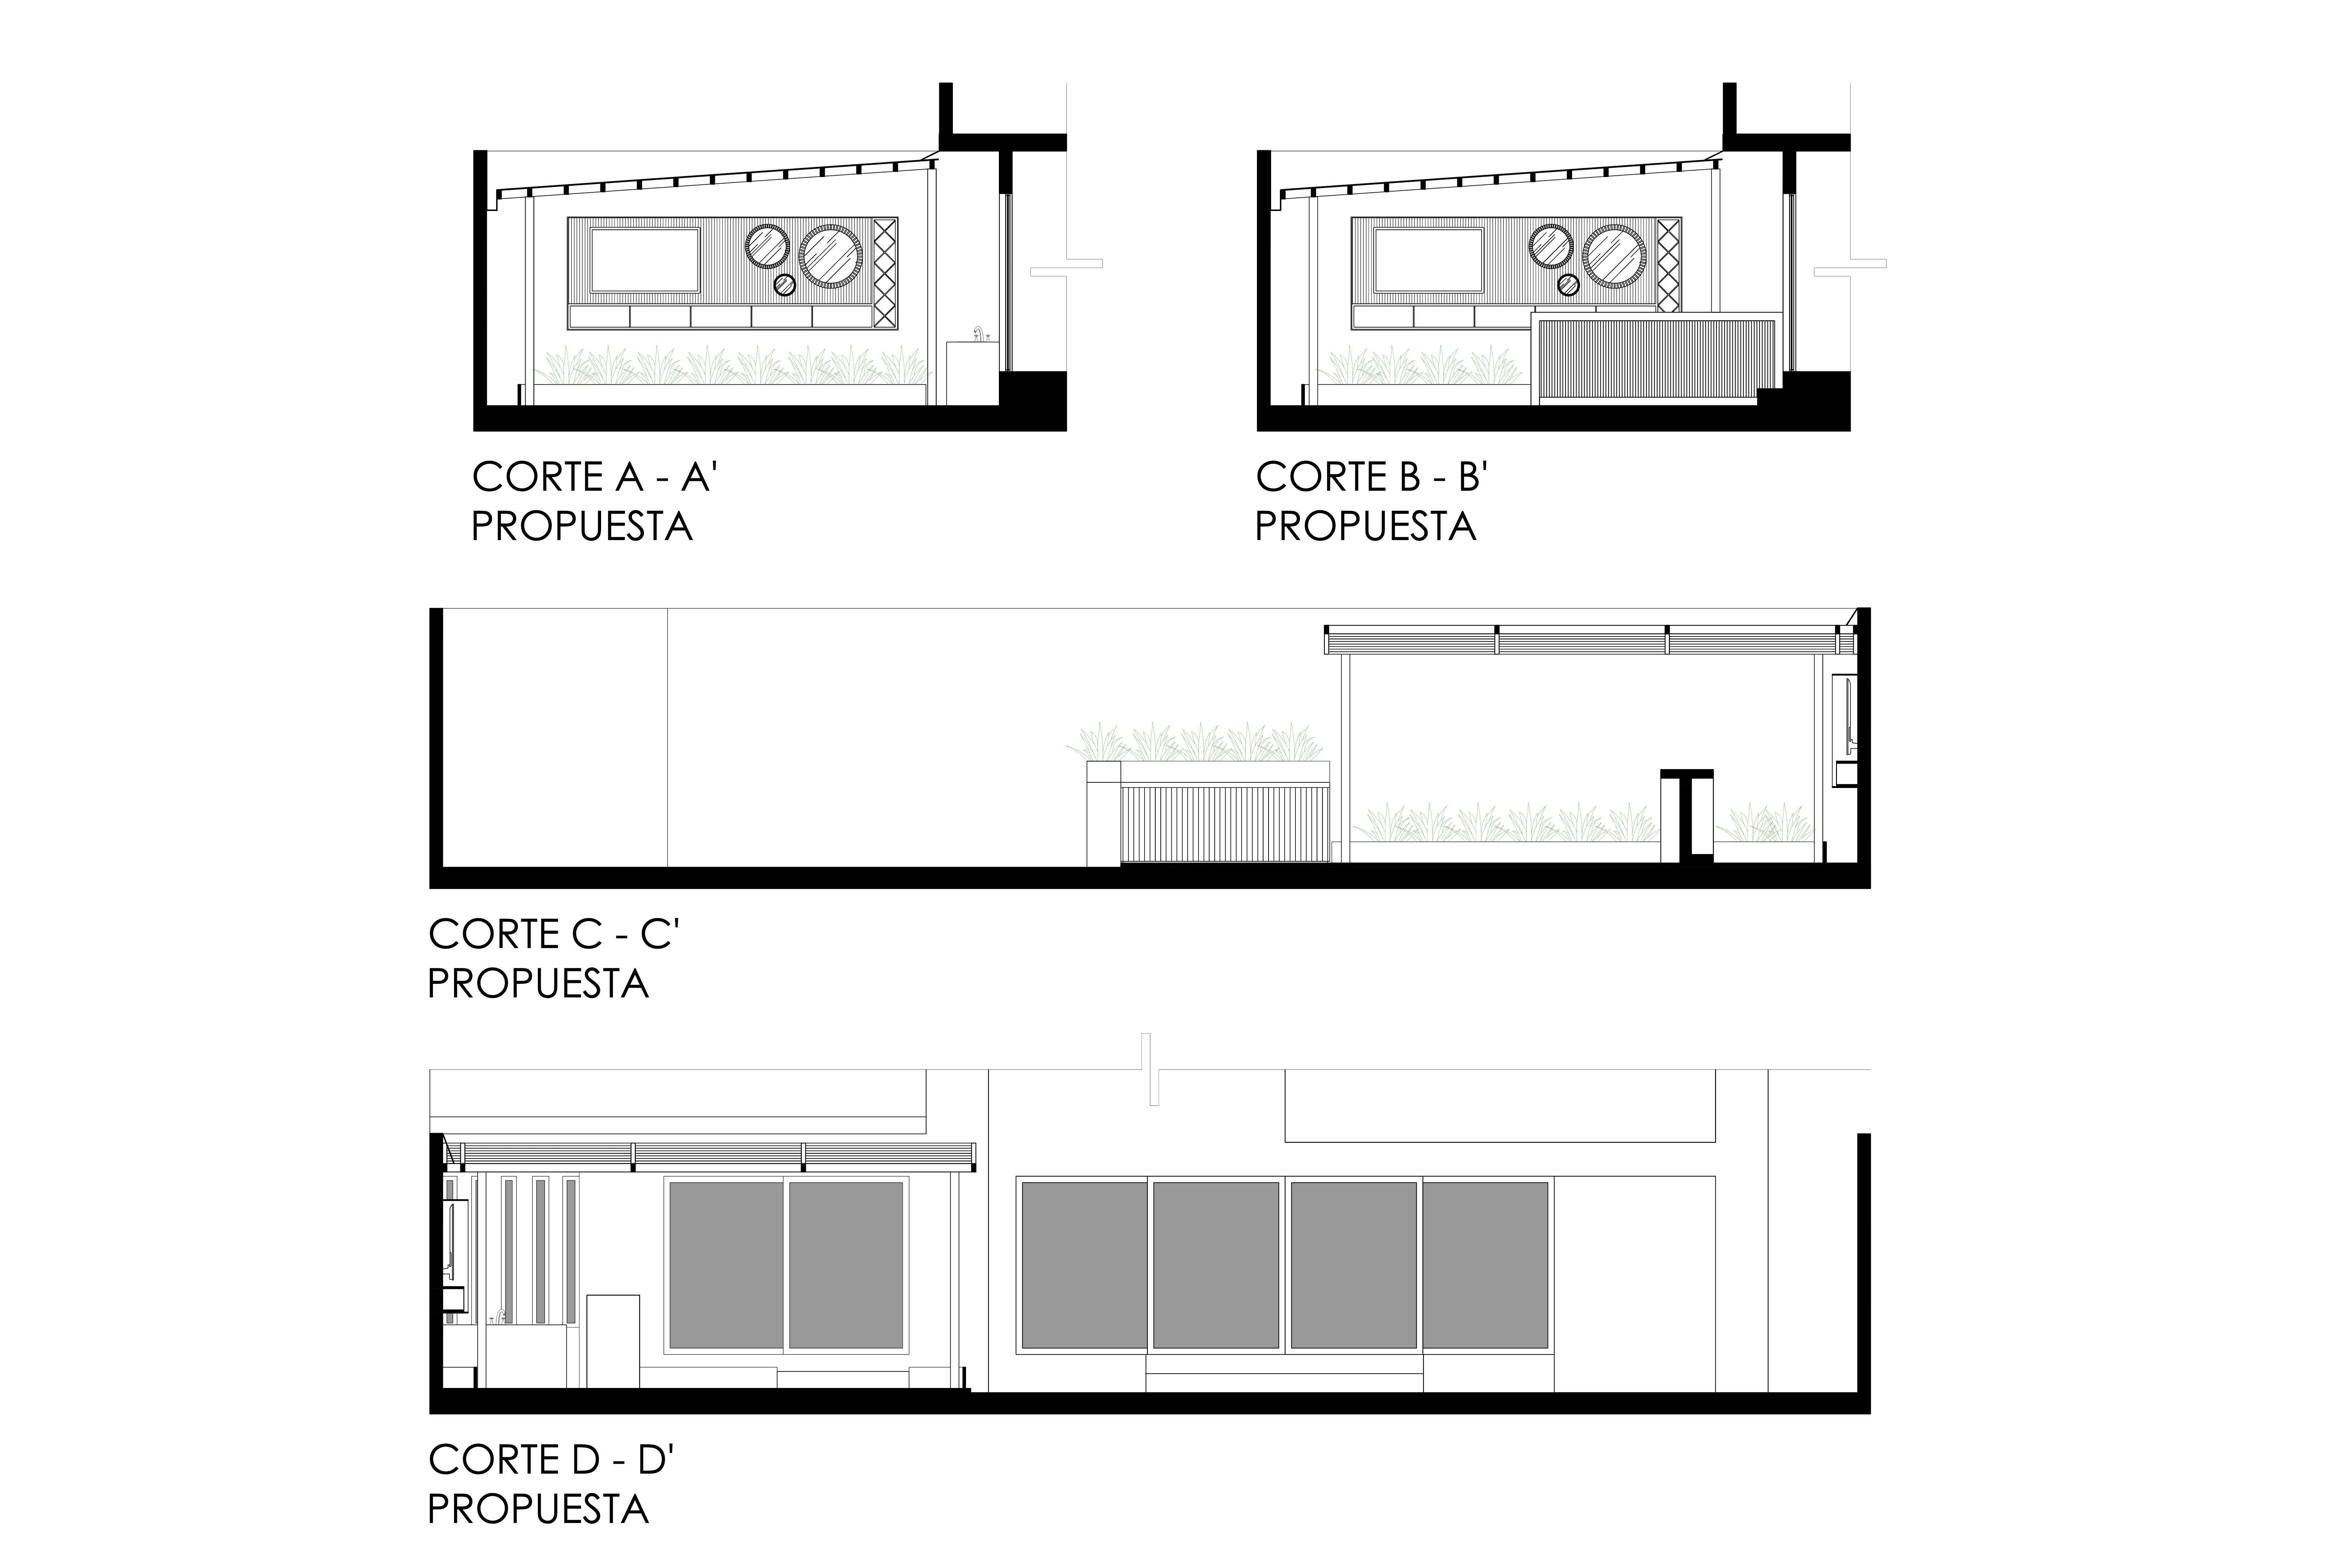 CORTE A - A'
PROPUESTA
CORTE B - B'
PROPUESTA
CORTE C - C'
PROPUESTA
CORTE D - D'
PROPUESTA